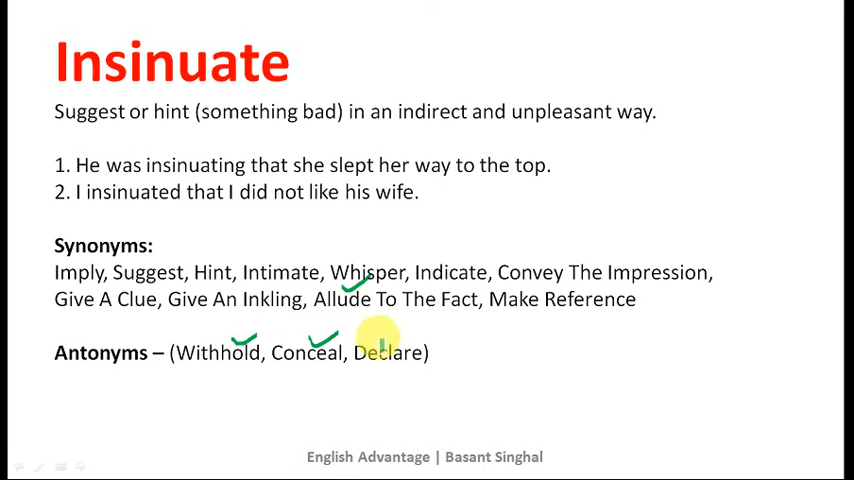 Insinuate
Suggest or hint (something bad) in an indirect and unpleasant way.
1. He was insinuating that she slept her way to the top.
2. I insinuated that I did not like his wife.
Synonyms:
Imply, Suggest, Hint, Intimate, Whisper, Indicate, Convey The Impression,
Give A Clue, Give An Inkling, Allude To The Fact, Make Reference
Antonyms – (Withhold, Conceal, Declare)
English Advantage | Basant Singhal